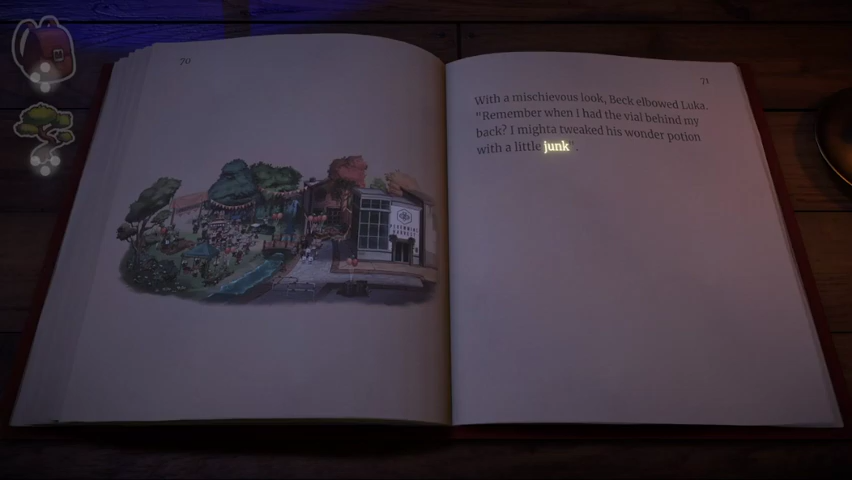 70
71
With a mischievous look, Beck elbowed Luka.
"Remember when I had the vial behind my
back? I mighta tweaked his wonder potion
with a little junk".